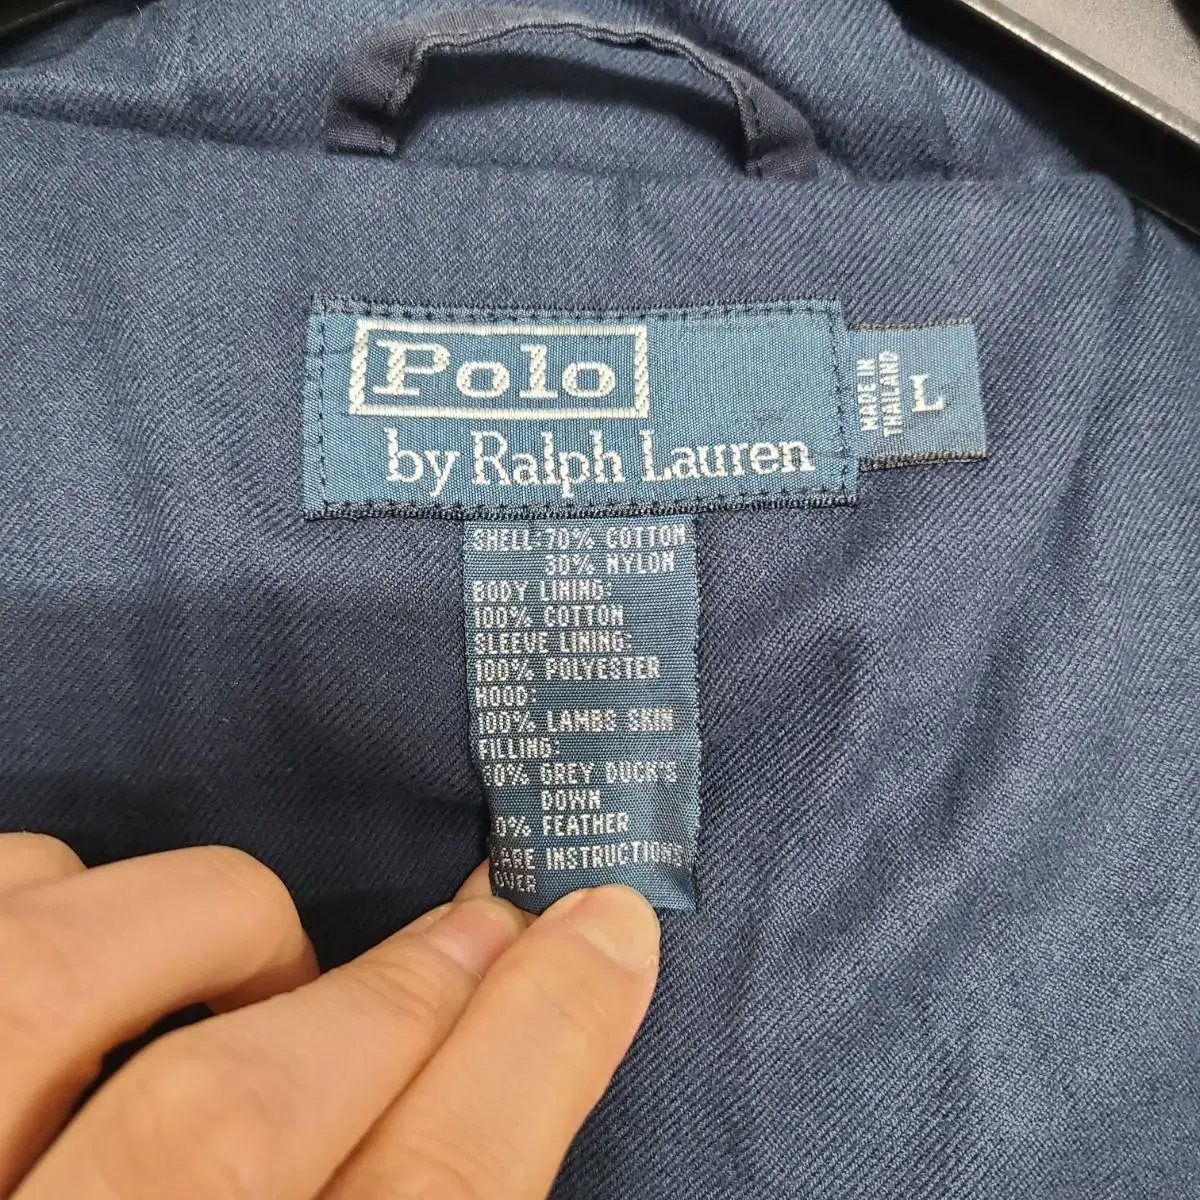 Polo
by Ralph Lauren
MADE IN
THAILAND
L
SHELL:70% COTTON
30% NYLON
BODY LINING:
100% COTTON
SLEEVE LINING:
100% POLYESTER
HOOD:
100% LAMBS SKIN
FILLING:
GREY DUCK'S
DOWN
FEATHER
CARE INSTRUCTIONS
OVER